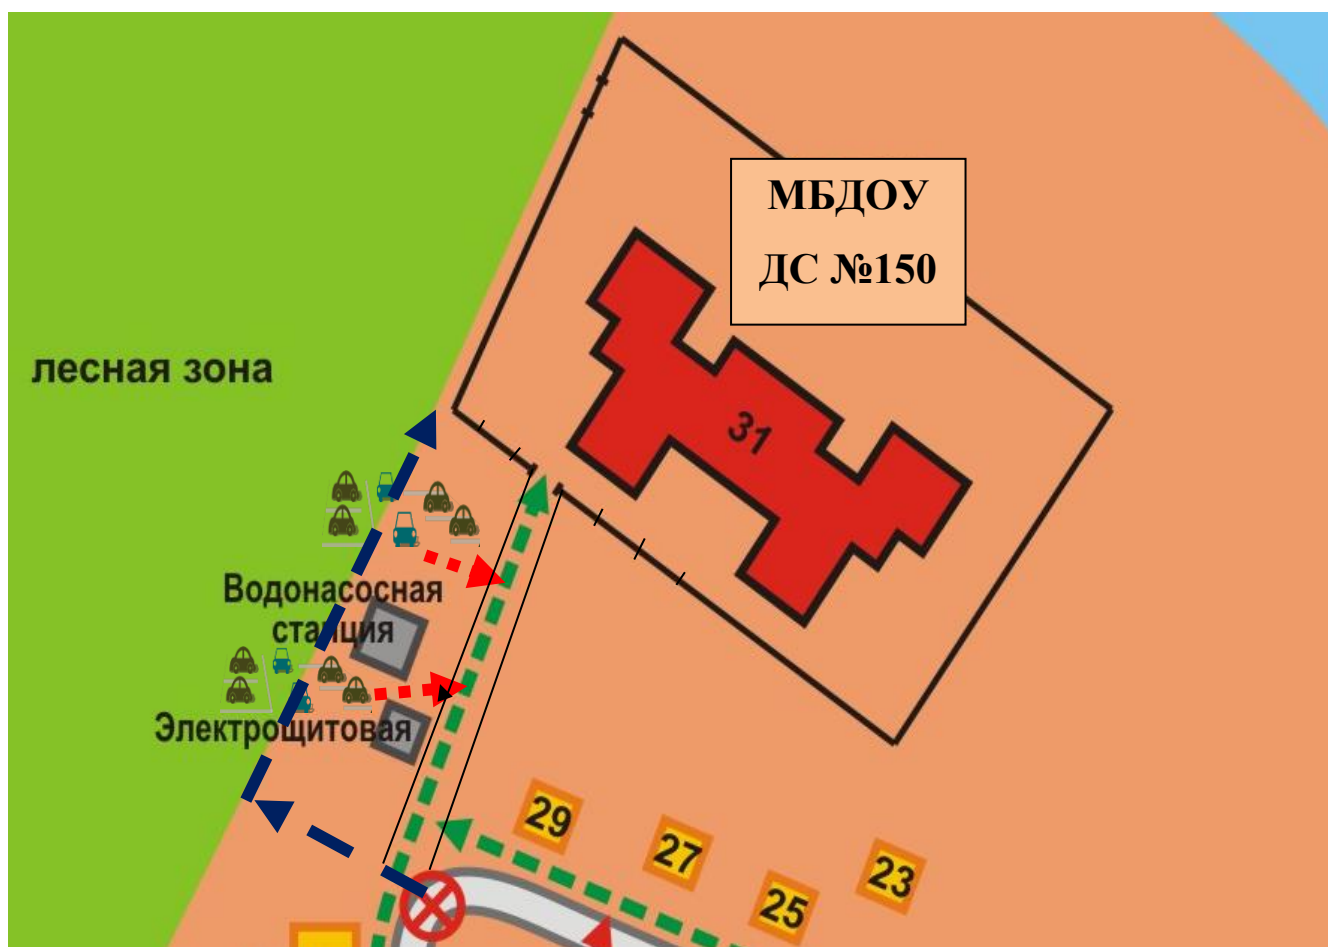 МБДОУ
ДС №150
лесная зона
31
Водонасосная
станция
Электрощитовая
29
27
25
23